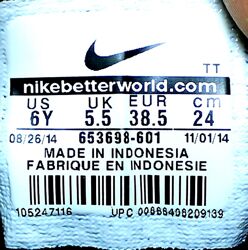 TT
nikebetterworld.com
US UK EUR cm
6Y 5.5 38.5 24
08/26/14 653698-601 11/01/14
MADE IN INDONESIA
FABRIQUE EN INDONESIE
105247116 UPC 00886408209139